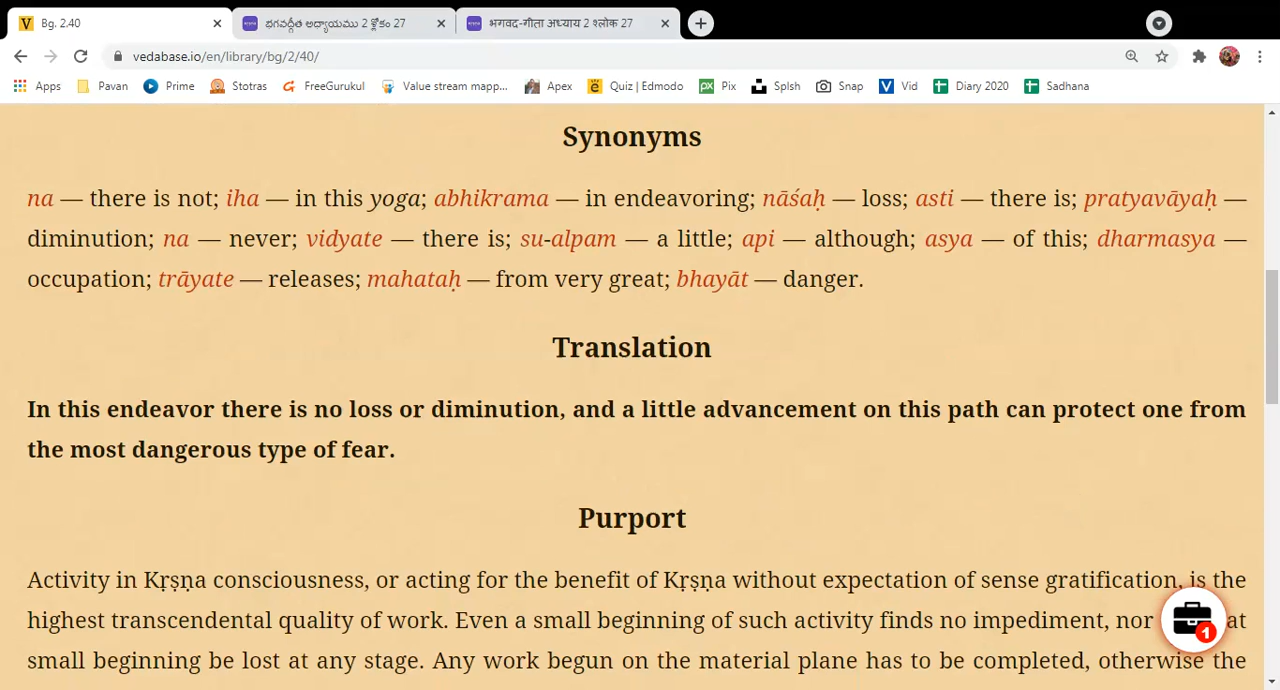 Bg. 2.40
భగవద్గీత అధ్యాయము 2 శ్లోకం 27
भगवद-गीता अध्याय 2 श्लोक 27
vedabase.io/en/library/bg/2/40/
Apps Pavan Prime Stotras FreeGurukul Value stream mapp... Apex Quiz | Edmodo Pix Splsh Snap Vid Diary 2020 Sadhana
Synonyms
na — there is not; iha — in this yoga; abhikrama — in endeavoring; nāśaḥ — loss; asti — there is; pratyavāyaḥ —
diminution; na — never; vidyate — there is; su-alpam — a little; api — although; asya — of this; dharmasya —
occupation; trāyate — releases; mahataḥ — from very great; bhayāt — danger.
Translation
In this endeavor there is no loss or diminution, and a little advancement on this path can protect one from
the most dangerous type of fear.
Purport
Activity in Kṛṣṇa consciousness, or acting for the benefit of Kṛṣṇa without expectation of sense gratification, is the
highest transcendental quality of work. Even a small beginning of such activity finds no impediment, nor at
small beginning be lost at any stage. Any work begun on the material plane has to be completed, otherwise the
1